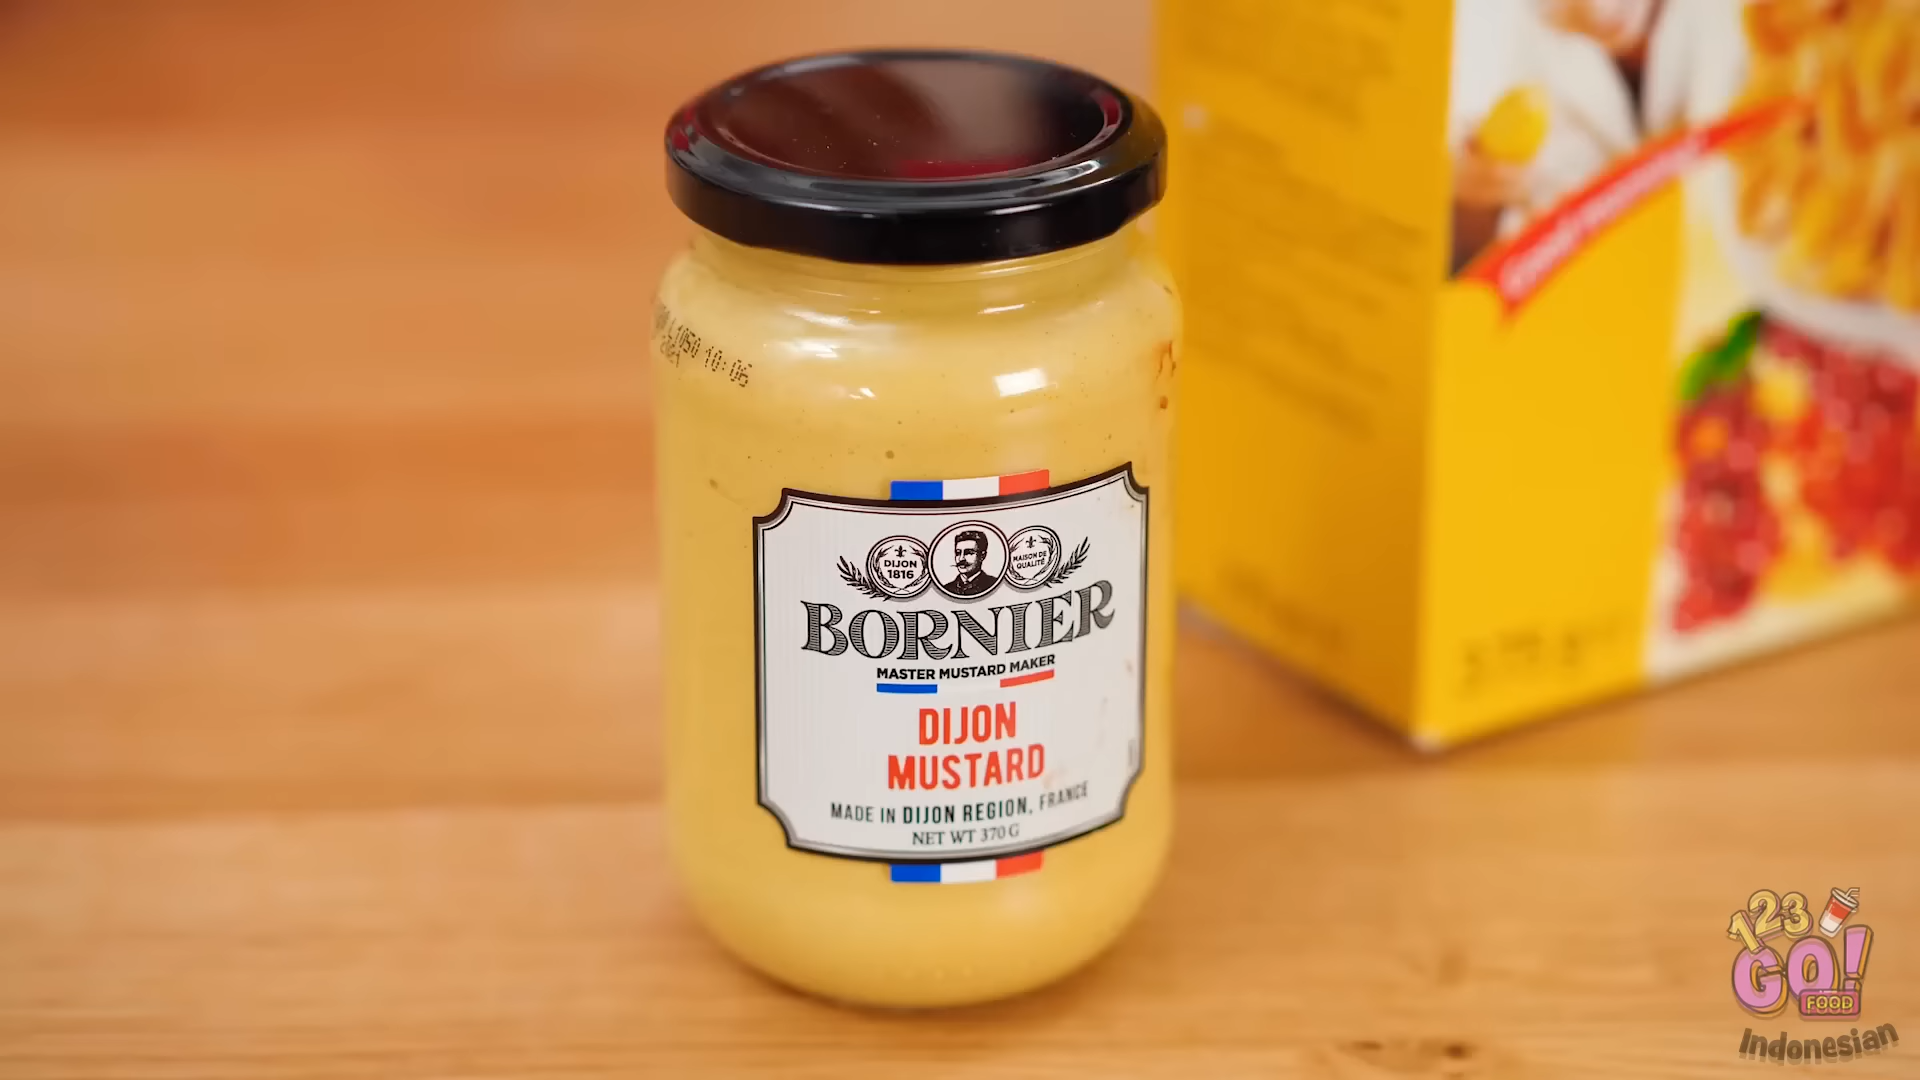 L1050 10:06
DIJON
1816
MAISON DE
QUALITÉ
BORNIER
MASTER MUSTARD MAKER
DIJON
MUSTARD
MADE IN DIJON REGION, FRANCE
NET WT 370 G
123
GO!
FOOD
Indonesian